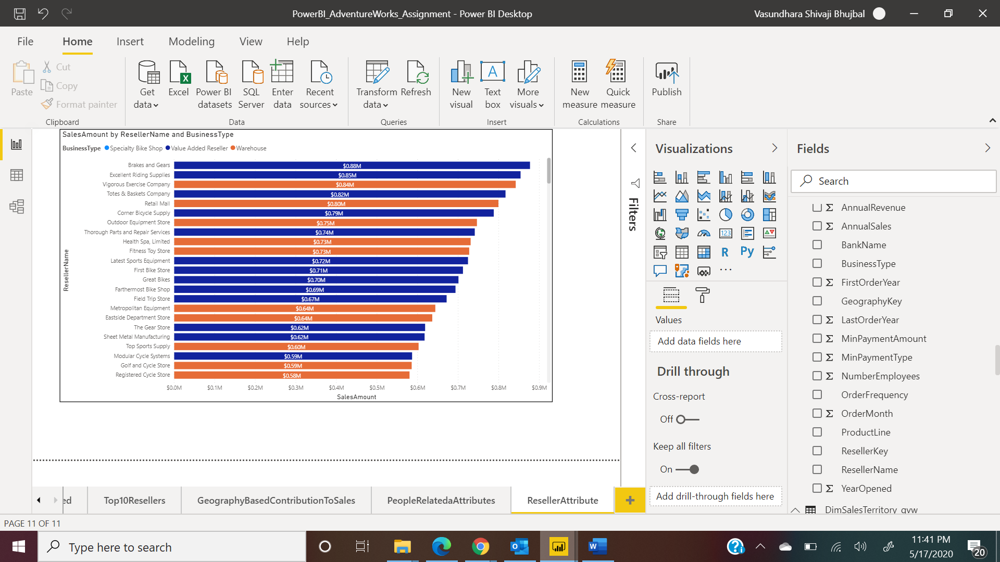 PowerBI_AdventureWorks_Assignment - Power BI Desktop
Vasundhara Shivaji Bhujbal
File Home Insert Modeling View Help
Paste
Cut
Copy
Format painter
Clipboard
Get data
Excel
Power BI datasets
SQL Server
Enter data
Recent sources
Data
Transform data
Refresh
Queries
New visual
Text box
More visuals
Insert
New measure
Quick measure
Calculations
Publish
Share
SalesAmount by ResellerName and BusinessType
BusinessType Specialty Bike Shop Value Added Reseller Warehouse
ResellerName
Brakes and Gears $0.88M
Excellent Riding Supplies $0.85M
Vigorous Exercise Company $0.84M
Totes & Baskets Company $0.82M
Retail Mall $0.80M
Corner Bicycle Supply $0.79M
Outdoor Equipment Store $0.75M
Thorough Parts and Repair Services $0.74M
Health Spa, Limited $0.73M
Fitness Toy Store $0.73M
Latest Sports Equipment $0.72M
First Bike Store $0.71M
Great Bikes $0.70M
Farthermost Bike Shop $0.69M
Field Trip Store $0.67M
Metropolitan Equipment $0.64M
Eastside Department Store $0.64M
The Gear Store $0.62M
Sheet Metal Manufacturing $0.62M
Top Sports Supply $0.60M
Modular Cycle Systems $0.59M
Golf and Cycle Store $0.59M
Registered Cycle Store $0.58M
$0.0M $0.1M $0.2M $0.3M $0.4M $0.5M $0.6M $0.7M $0.8M $0.9M
SalesAmount
Filters
Visualizations
123
R
Py
Values
Add data fields here
Drill through
Cross-report
Off
Keep all filters
On
Add drill-through fields here
Fields
Search
AnnualRevenue
AnnualSales
BankName
BusinessType
FirstOrderYear
GeographyKey
LastOrderYear
MinPaymentAmount
MinPaymentType
NumberEmployees
OrderFrequency
OrderMonth
ProductLine
ResellerKey
ResellerName
YearOpened
DimSalesTerritory_qvw
ed
Top10Resellers
GeographyBasedContributionToSales
PeopleRelatedaAttributes
ResellerAttribute
PAGE 11 OF 11
Type here to search
11:41 PM
5/17/2020
20